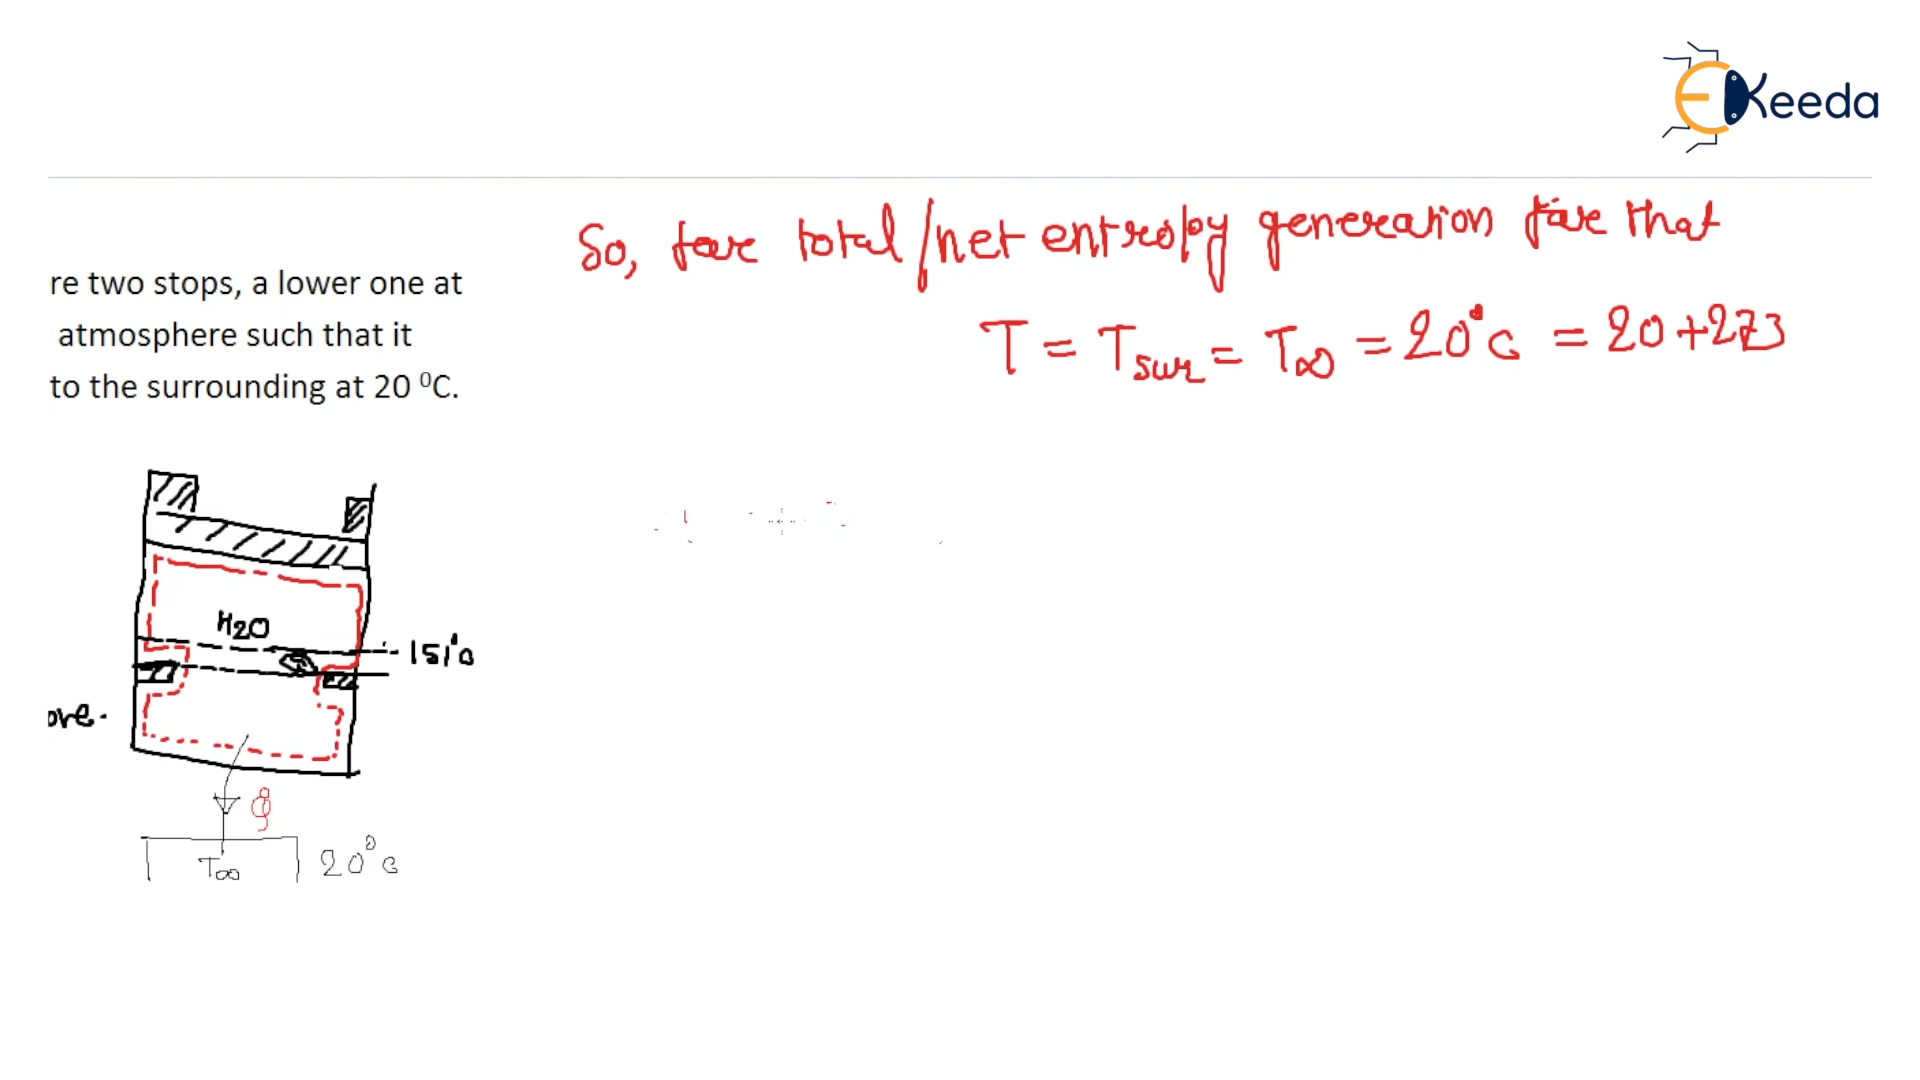 EKeeda
So, for total/net entropy generation for that
T = Tsur = T∞ = 20°C = 20+273
re two stops, a lower one at
atmosphere such that it
to the surrounding at 20 ⁰C.
H2O
151°C
ore.
Q
T∞ 20°C